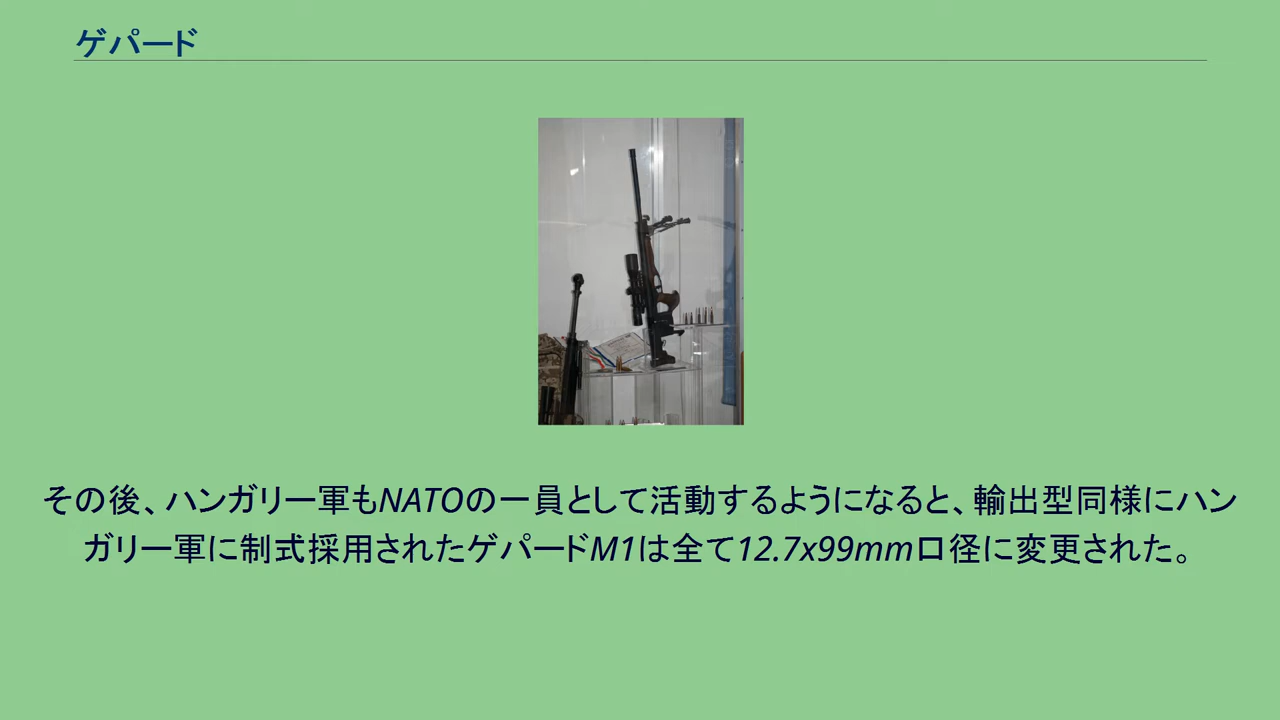 ゲパード
その後、ハンガリー軍もNATOの一員として活動するようになると、輸出型同様にハン
ガリー軍に制式採用されたゲパードM1は全て12.7x99mm口径に変更された。